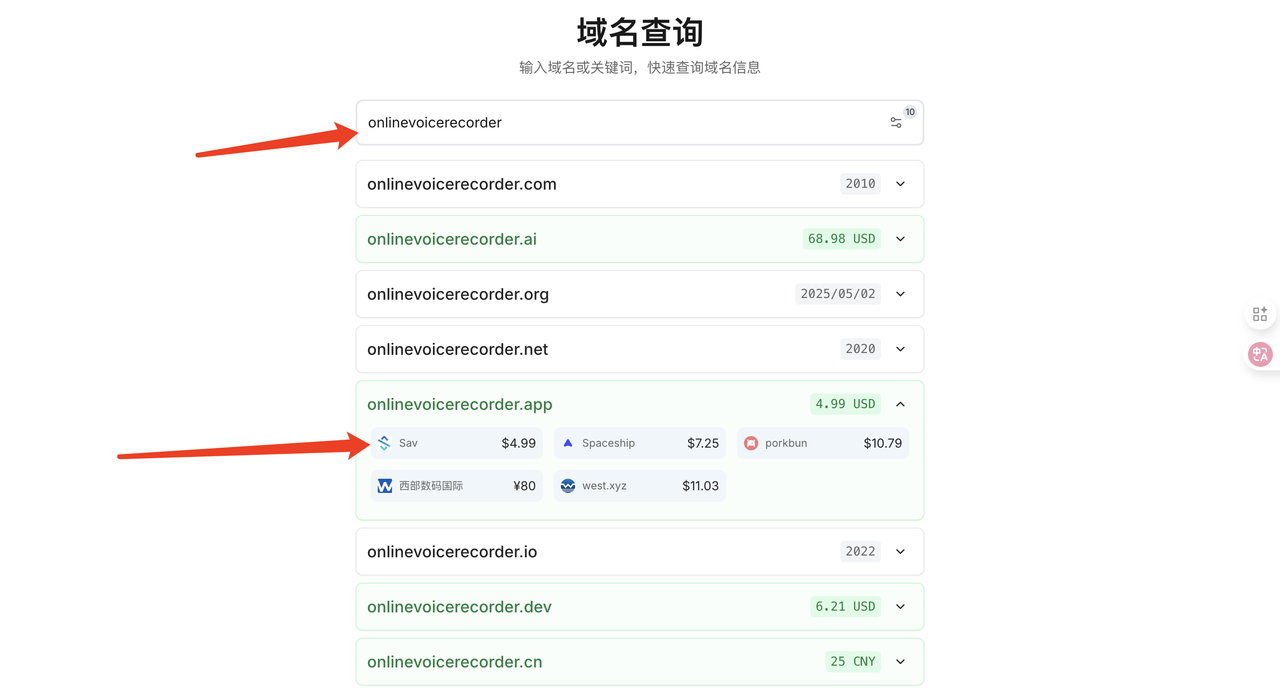 域名查询
输入域名或关键词，快速查询域名信息
onlinevoicerecorder 10
onlinevoicerecorder.com 2010
onlinevoicerecorder.ai 68.98 USD
onlinevoicerecorder.org 2025/05/02
onlinevoicerecorder.net 2020
onlinevoicerecorder.app 4.99 USD
Sav $4.99 Spaceship $7.25 porkbun $10.79
西部数码国际 ¥80 west.xyz $11.03
onlinevoicerecorder.io 2022
onlinevoicerecorder.dev 6.21 USD
onlinevoicerecorder.cn 25 CNY